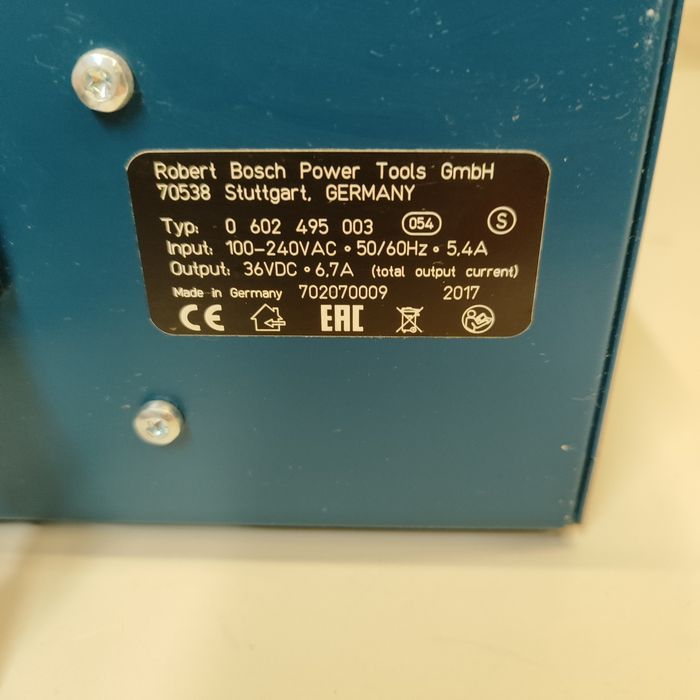 Robert Bosch Power Tools GmbH
70538 Stuttgart, GERMANY
Typ: 0 602 495 003 054 S
Input: 100-240VAC • 50/60Hz • 5,4A
Output: 36VDC • 6,7A (total output current)
Made in Germany 702070009 2017
CE EAC